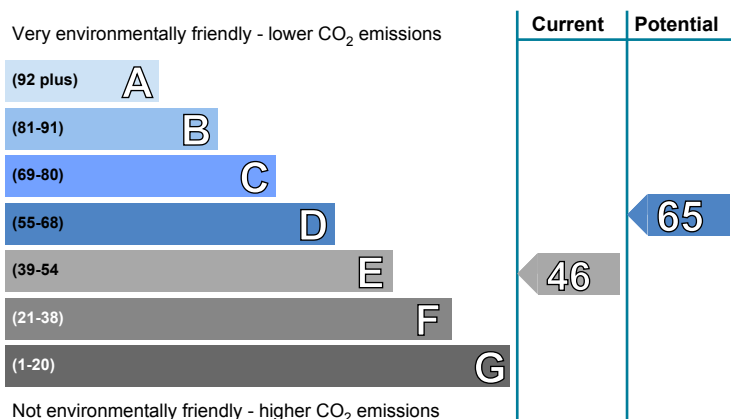 Very environmentally friendly - lower CO2 emissions
Current
Potential
(92 plus) A
(81-91) B
(69-80) C
(55-68) D
65
(39-54 E
46
(21-38) F
(1-20) G
Not environmentally friendly - higher CO2 emissions